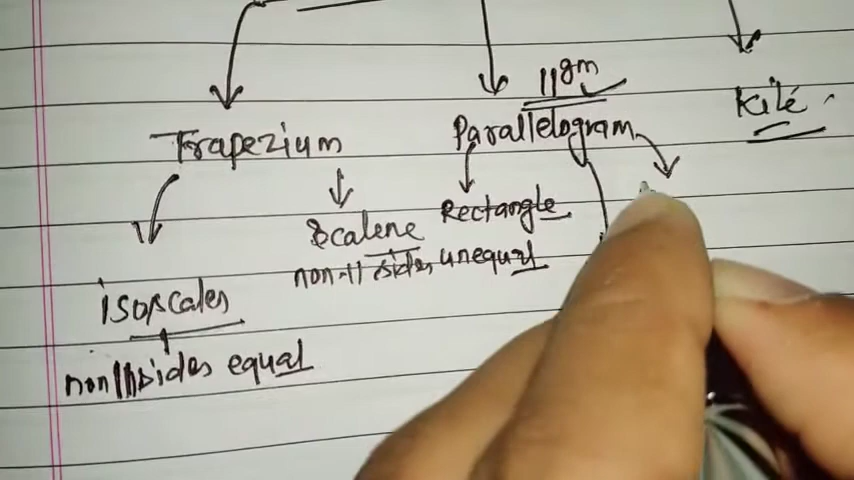 ||gm
Kite
Trapezium
Parallelogram
Scalene
Rectangle
non-|| sides unequal
isoscales
non || sides equal